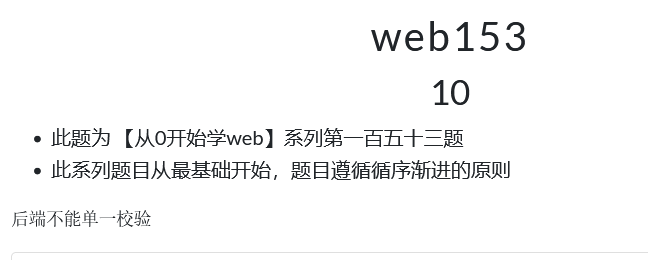 web153
10
此题为 【从0开始学web】系列第一百五十三题
此系列题目从最基础开始，题目遵循循序渐进的原则
后端不能单一校验